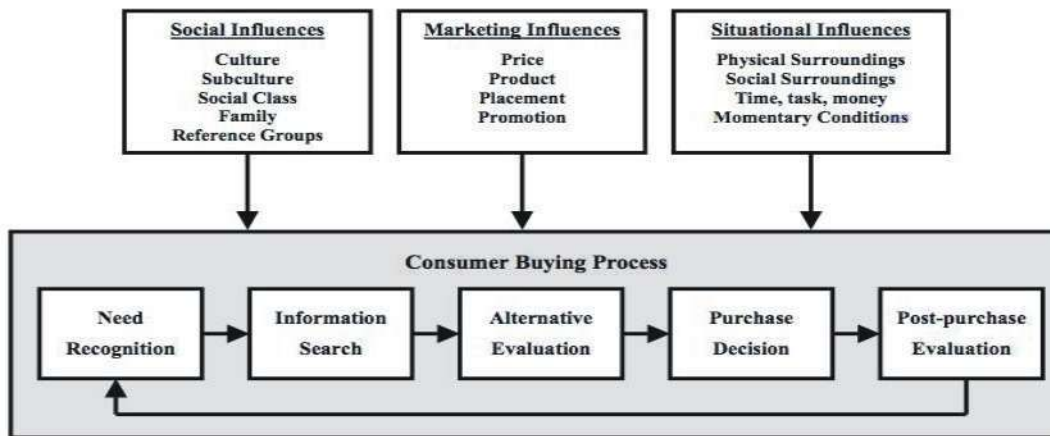 Social Influences
Culture
Subculture
Social Class
Family
Reference Groups
Marketing Influences
Price
Product
Placement
Promotion
Situational Influences
Physical Surroundings
Social Surroundings
Time, task, money
Momentary Conditions
Consumer Buying Process
Need
Recognition
Information
Search
Alternative
Evaluation
Purchase
Decision
Post-purchase
Evaluation